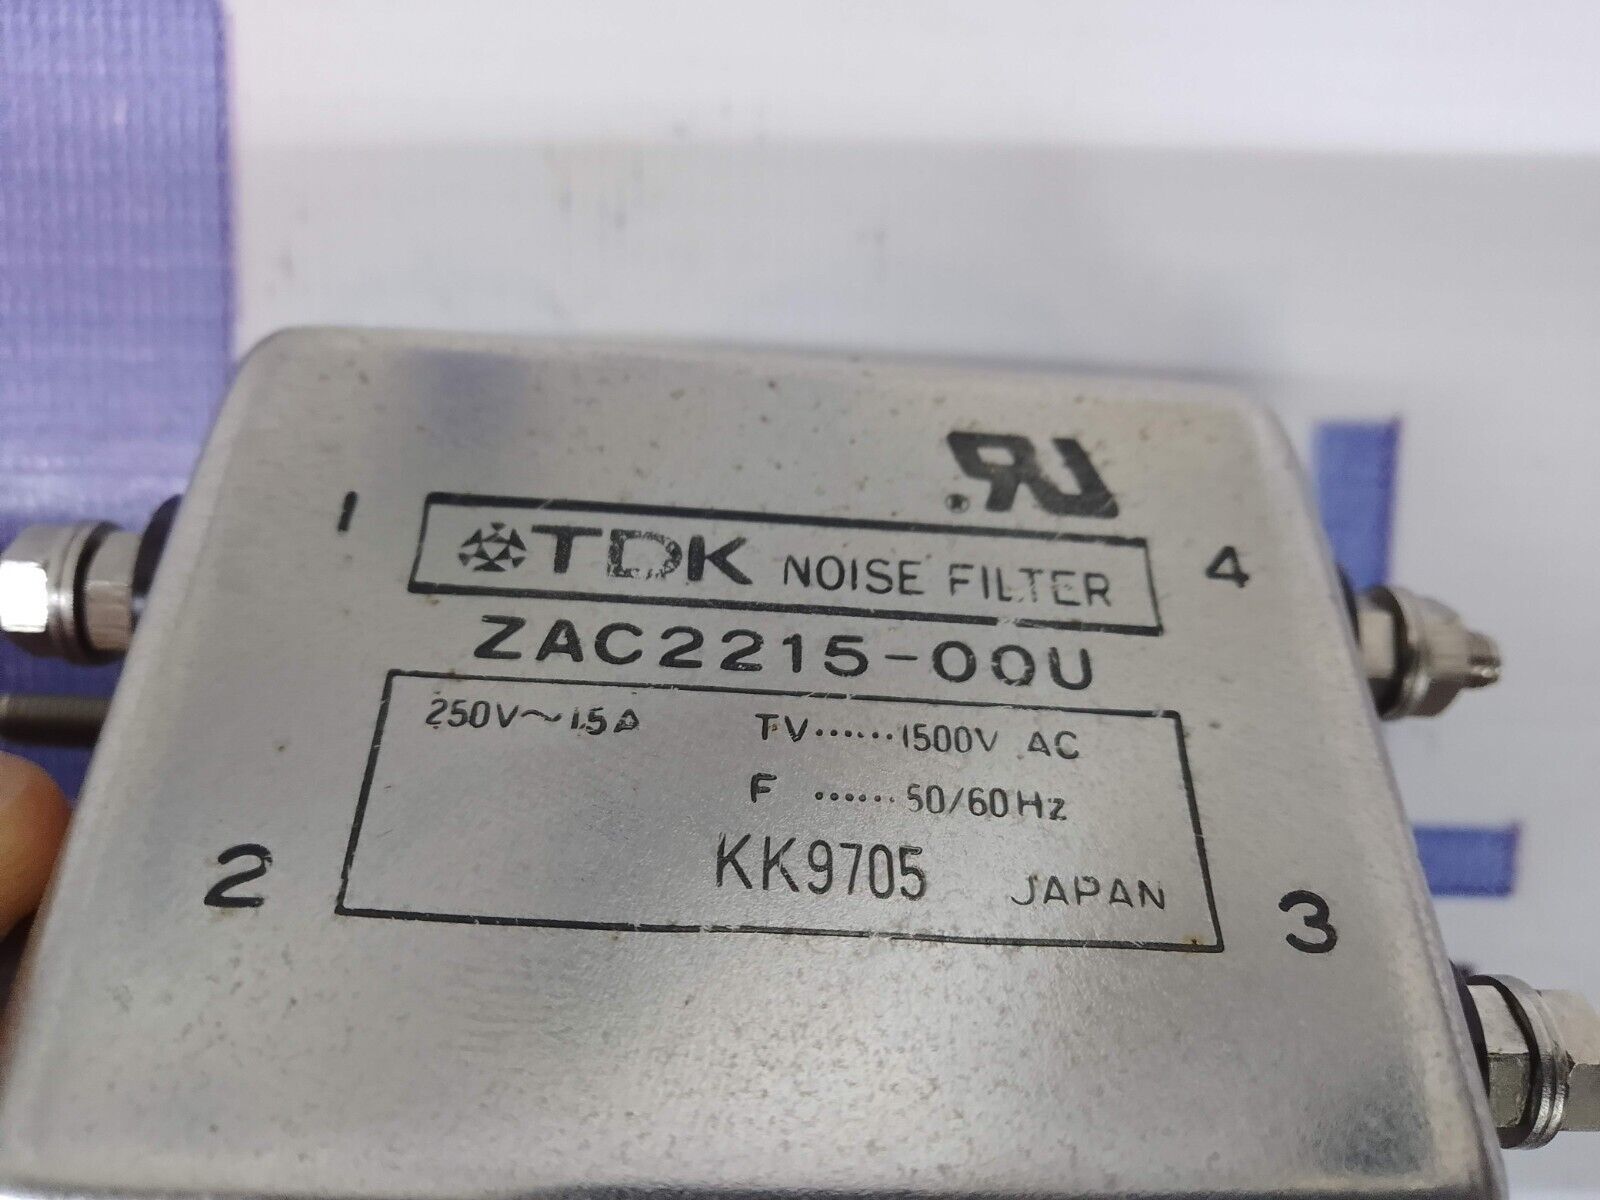 1
TDK NOISE FILTER
4
ZAC2215-00U
250V~15A TV......1500V AC
F ......50/60Hz
KK9705 JAPAN
2
3